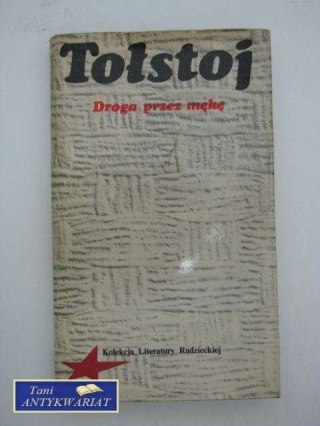 Tołstoj
Droga przez mękę
Kolekcja Literatury Radzieckiej
Tani
ANTYKWARIAT